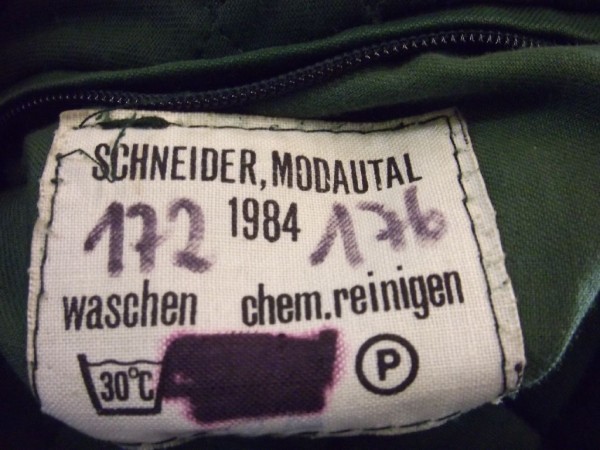 SCHNEIDER, MODAUTAL
172 1984 176
waschen chem.reinigen
30°C P